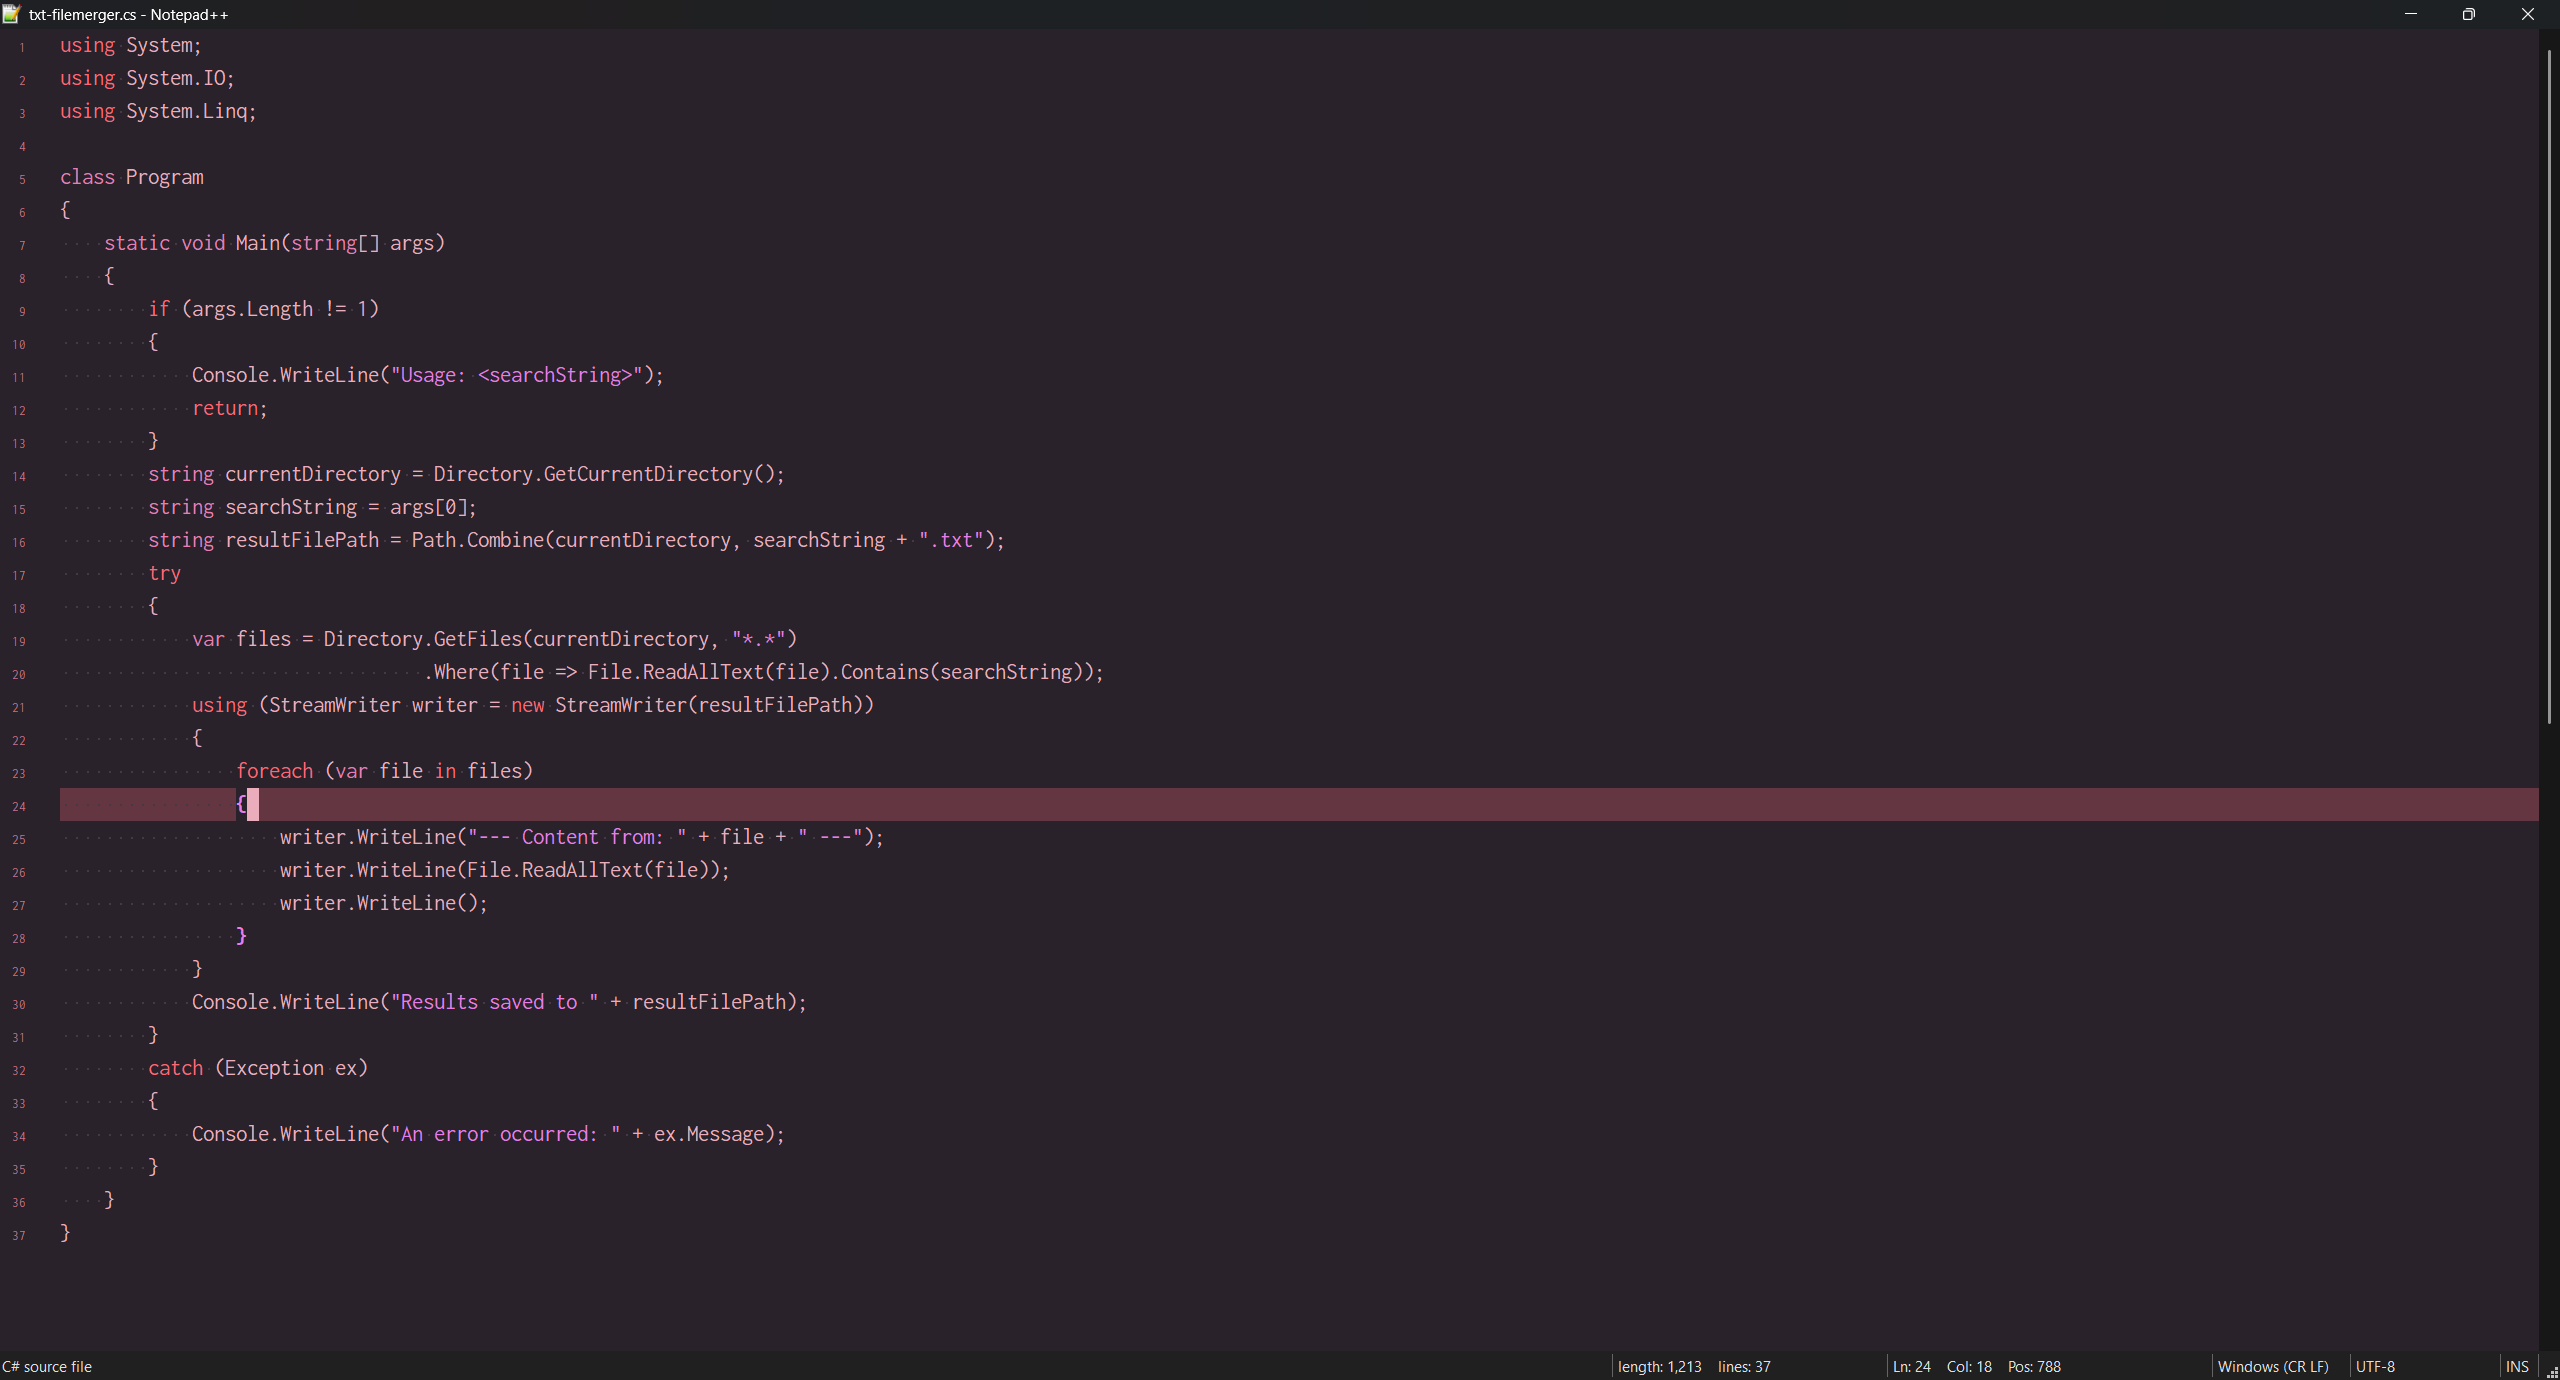 txt-filemerger.cs - Notepad++
1 using System;
2 using System.IO;
3 using System.Linq;
4
5 class Program
6 {
7     static void Main(string[] args)
8     {
9         if (args.Length != 1)
10         {
11             Console.WriteLine("Usage: <searchString>");
12             return;
13         }
14         string currentDirectory = Directory.GetCurrentDirectory();
15         string searchString = args[0];
16         string resultFilePath = Path.Combine(currentDirectory, searchString + ".txt");
17         try
18         {
19             var files = Directory.GetFiles(currentDirectory, "*.*")
20                                  .Where(file => File.ReadAllText(file).Contains(searchString));
21             using (StreamWriter writer = new StreamWriter(resultFilePath))
22             {
23                 foreach (var file in files)
24                 {
25                     writer.WriteLine("--- Content from: " + file + " ---");
26                     writer.WriteLine(File.ReadAllText(file));
27                     writer.WriteLine();
28                 }
29             }
30             Console.WriteLine("Results saved to " + resultFilePath);
31         }
32         catch (Exception ex)
33         {
34             Console.WriteLine("An error occurred: " + ex.Message);
35         }
36     }
37 }
C# source file length: 1,213 lines: 37 Ln: 24 Col: 18 Pos: 788 Windows (CR LF) UTF-8 INS